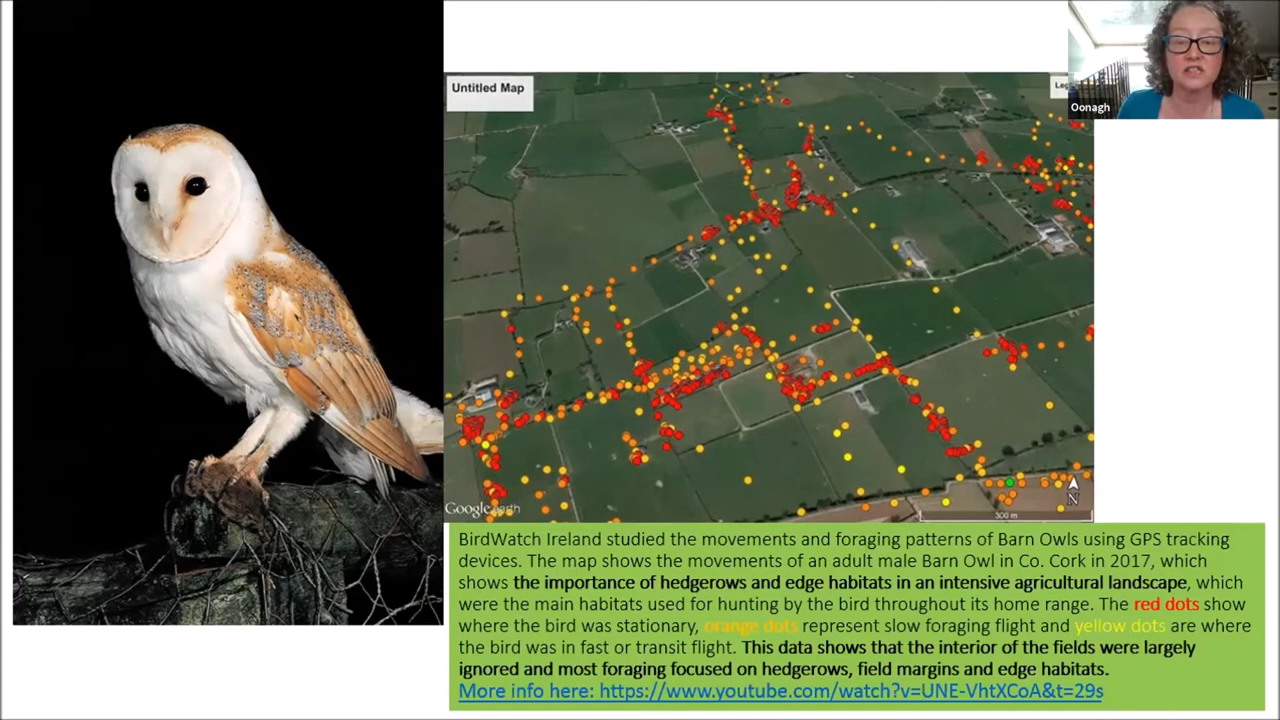 Oonagh
Untitled Map
Leg
Google earth
N
300 m
BirdWatch Ireland studied the movements and foraging patterns of Barn Owls using GPS tracking
devices. The map shows the movements of an adult male Barn Owl in Co. Cork in 2017, which
shows the importance of hedgerows and edge habitats in an intensive agricultural landscape, which
were the main habitats used for hunting by the bird throughout its home range. The red dots show
where the bird was stationary, orange dots represent slow foraging flight and yellow dots are where
the bird was in fast or transit flight. This data shows that the interior of the fields were largely
ignored and most foraging focused on hedgerows, field margins and edge habitats.
More info here: https://www.youtube.com/watch?v=UNE-VhtXCoA&t=29s